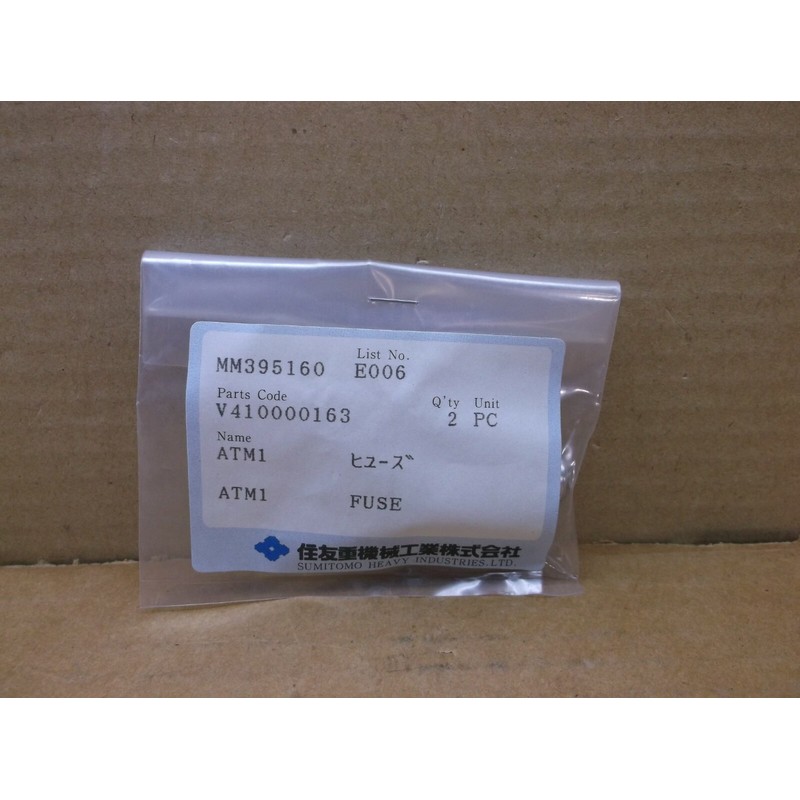 List No.
MM395160 E006
Parts Code Q'ty Unit
V410000163 2 PC
Name
ATM1 ヒューズ
ATM1 FUSE
住友重機械工業株式会社
SUMITOMO HEAVY INDUSTRIES.LTD.